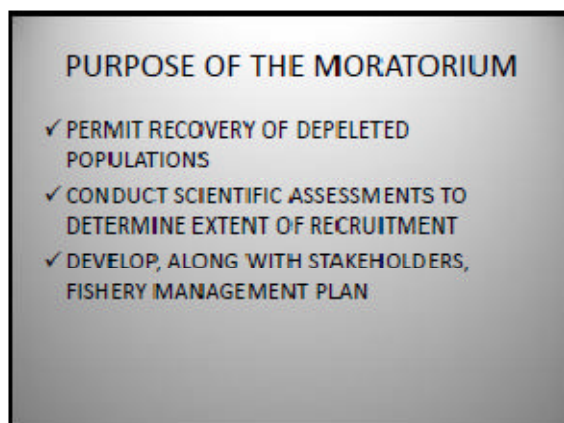 PURPOSE OF THE MORATORIUM
✓ PERMIT RECOVERY OF DEPELETED
POPULATIONS
✓ CONDUCT SCIENTIFIC ASSESSMENTS TO
DETERMINE EXTENT OF RECRUITMENT
✓ DEVELOP, ALONG WITH STAKEHOLDERS,
FISHERY MANAGEMENT PLAN